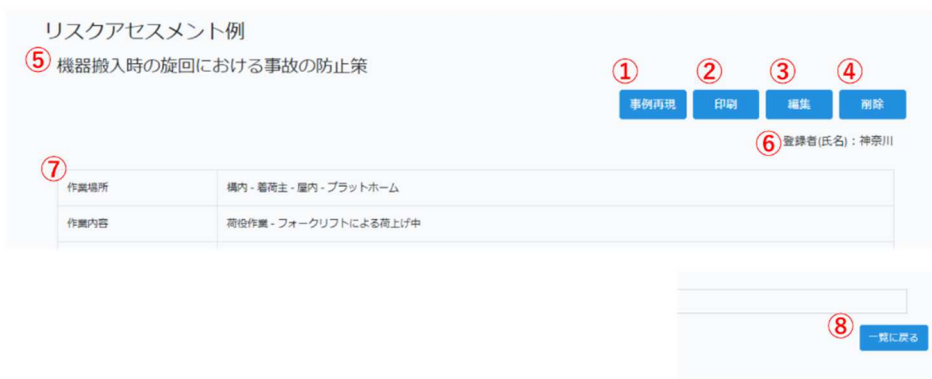 リスクアセスメント例
⑤ 機器搬入時の旋回における事故の防止策
① ② ③ ④
事例再現 印刷 編集 削除
⑥ 登録者(氏名)：神奈川
⑦
作業場所 構内 - 着荷主 - 屋内 - プラットホーム
作業内容 荷役作業 - フォークリフトによる荷上げ中
⑧
一覧に戻る